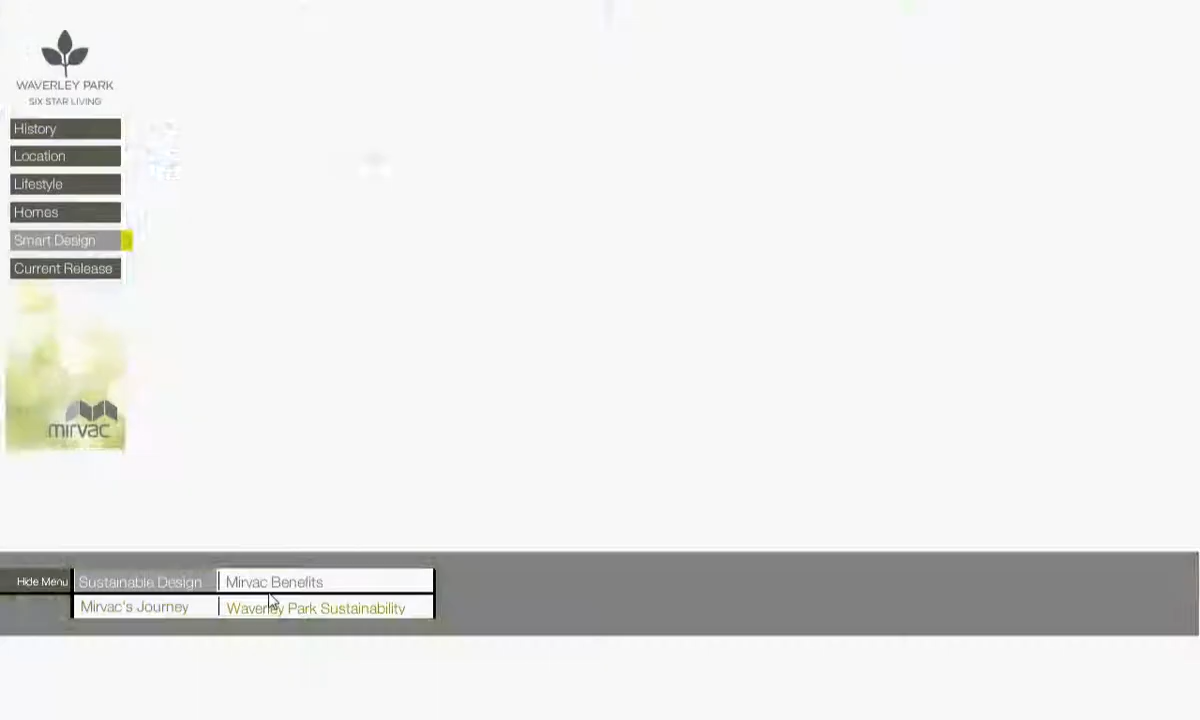 WAVERLEY PARK
SIX STAR LIVING
History
Location
Lifestyle
Homes
Smart Design
Current Release
mirvac
Hide Menu
Sustainable Design
Mirvac Benefits
Mirvac's Journey
Waverley Park Sustainability